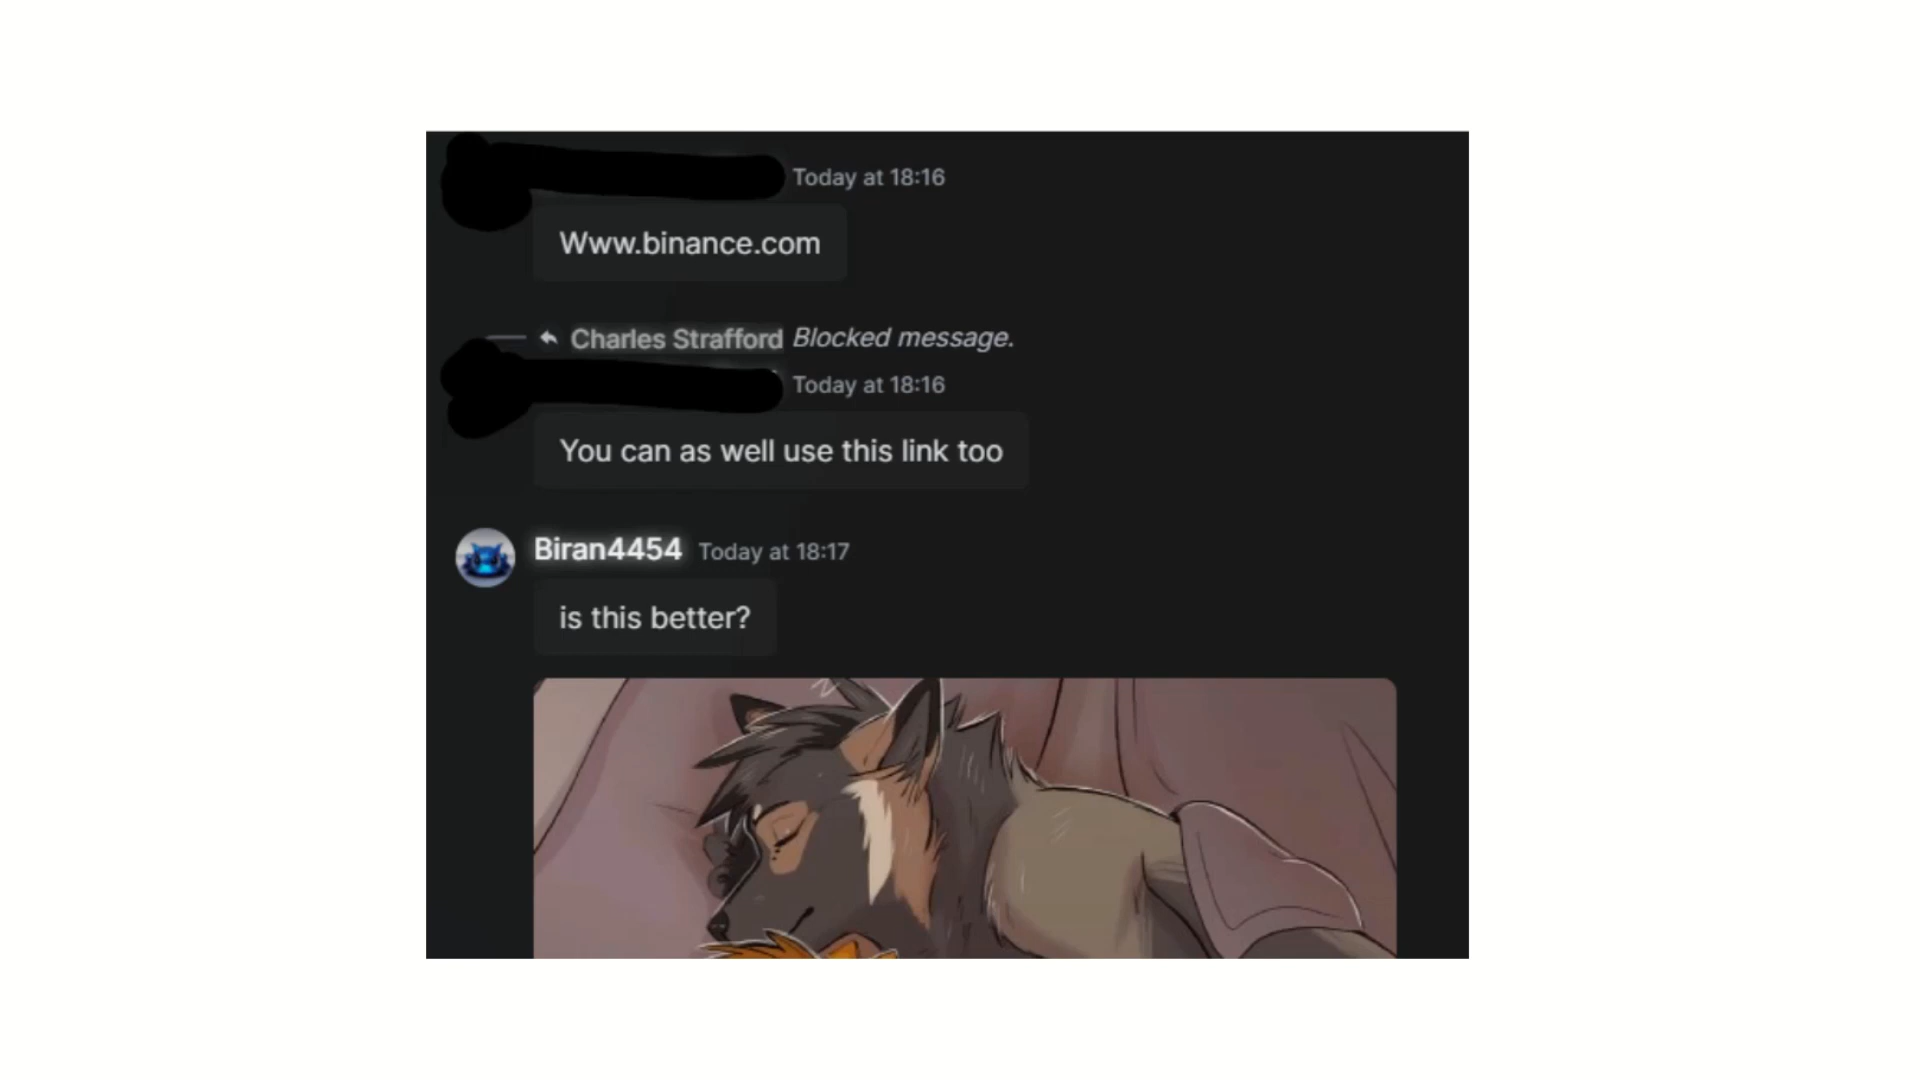 Today at 18:16
Www.binance.com
Charles Strafford Blocked message.
Today at 18:16
You can as well use this link too
Biran4454 Today at 18:17
is this better?